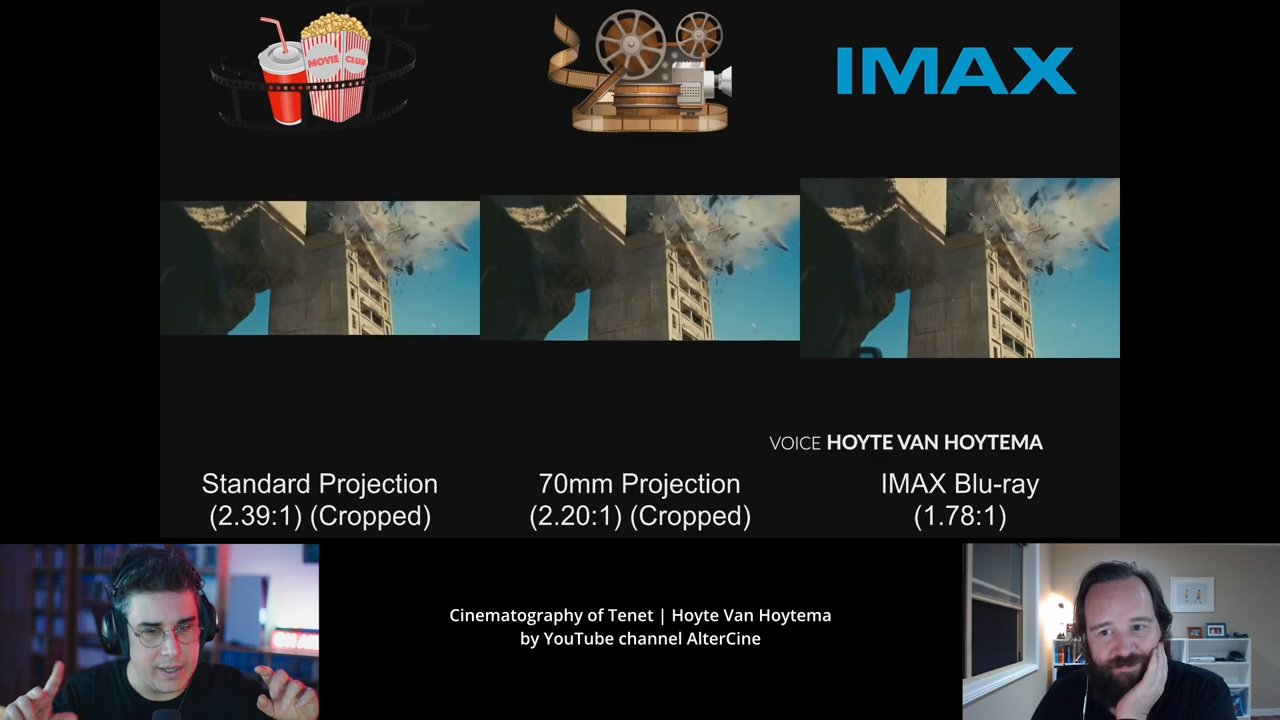 MOVIE CLUB
IMAX
VOICE HOYTE VAN HOYTEMA
Standard Projection
(2.39:1) (Cropped)
70mm Projection
(2.20:1) (Cropped)
IMAX Blu-ray
(1.78:1)
Cinematography of Tenet | Hoyte Van Hoytema
by YouTube channel AlterCine